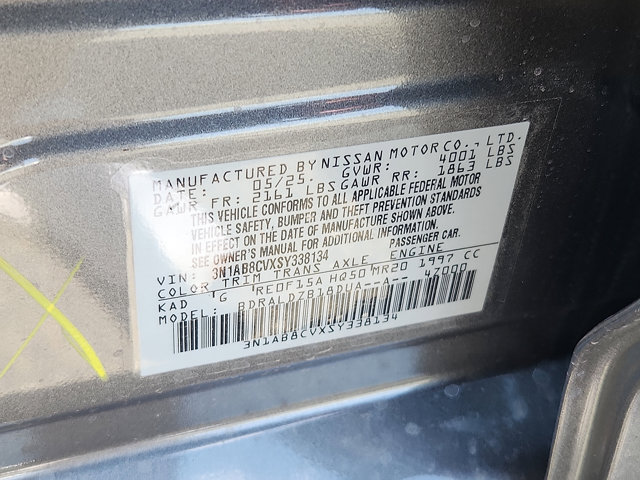 MANUFACTURED BY NISSAN MOTOR CO., LTD.
DATE: 05/25. GVWR: 4001 LBS
GAWR FR: 2161 LBS GAWR RR: 1863 LBS
THIS VEHICLE CONFORMS TO ALL APPLICABLE FEDERAL MOTOR
VEHICLE SAFETY, BUMPER AND THEFT PREVENTION STANDARDS
IN EFFECT ON THE DATE OF MANUFACTURE SHOWN ABOVE.
SEE OWNER'S MANUAL FOR ADDITIONAL INFORMATION.
VIN: 3N1AB8CVXSY338134 PASSENGER CAR.
COLOR TRIM TRANS AXLE ENGINE
KAD G RE0F15A HQ50 MR20 1997 CC
MODEL: BDRALDZB18DUA--A-- 47000
3N1AB8CVXSY338134